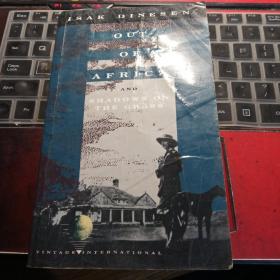 ISAK DINESEN
OUT
OF
AFRICA
AND
SHADOWS ON
THE GRASS
VINTAGE INTERNATIONAL